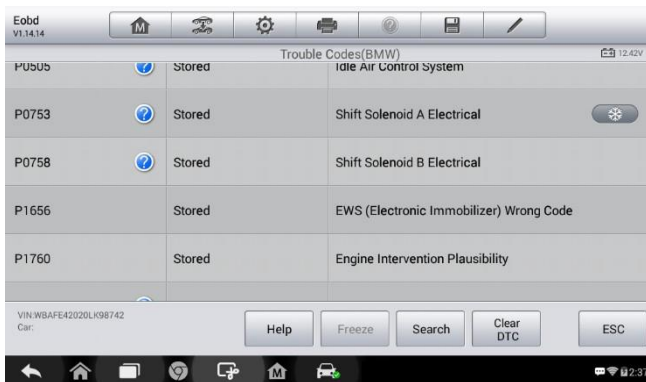 Eobd
V1.14.14
M
Trouble Codes(BMW)
12.42V
P0505 ? Stored Idle Air Control System
P0753 ? Stored Shift Solenoid A Electrical
P0758 ? Stored Shift Solenoid B Electrical
P1656 Stored EWS (Electronic Immobilizer) Wrong Code
P1760 Stored Engine Intervention Plausibility
VIN:WBAFE42020LK98742
Car:
Help Freeze Search Clear DTC ESC
M
2:37